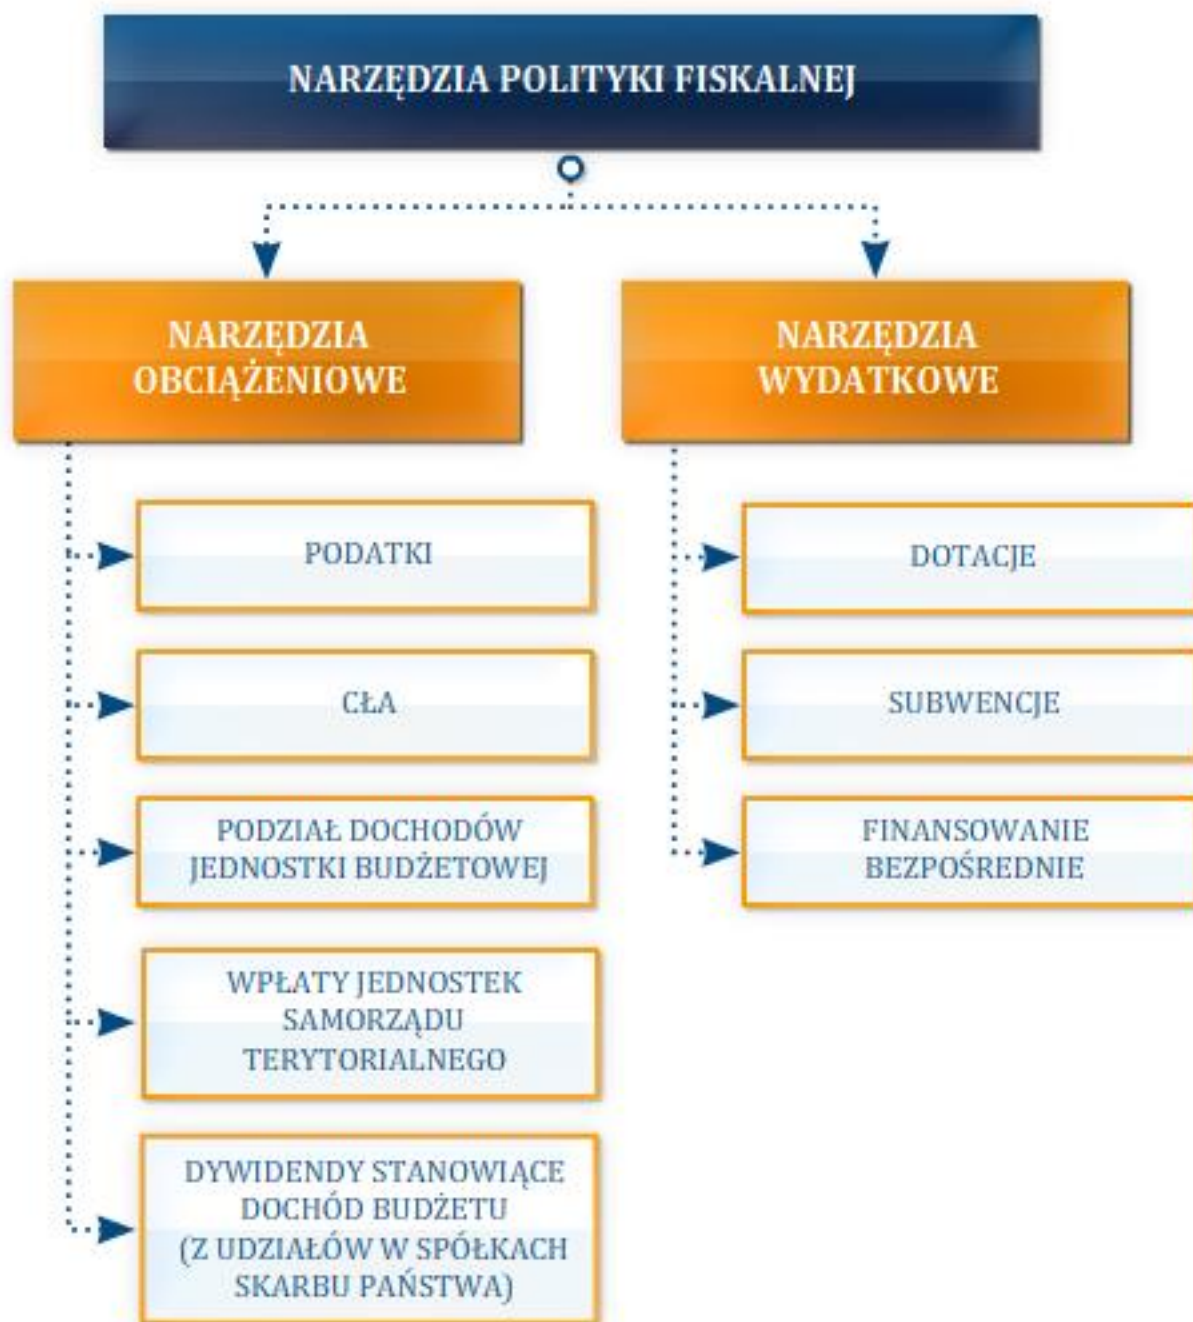 NARZĘDZIA POLITYKI FISKALNEJ
NARZĘDZIA
OBCIĄŻENIOWE
PODATKI
CŁA
PODZIAŁ DOCHODÓW
JEDNOSTKI BUDŻETOWEJ
WPŁATY JEDNOSTEK
SAMORZĄDU
TERYTORIALNEGO
DYWIDENDY STANOWIĄCE
DOCHÓD BUDŻETU
(Z UDZIAŁÓW W SPÓŁKACH
SKARBU PAŃSTWA)
NARZĘDZIA
WYDATKOWE
DOTACJE
SUBWENCJE
FINANSOWANIE
BEZPOŚREDNIE